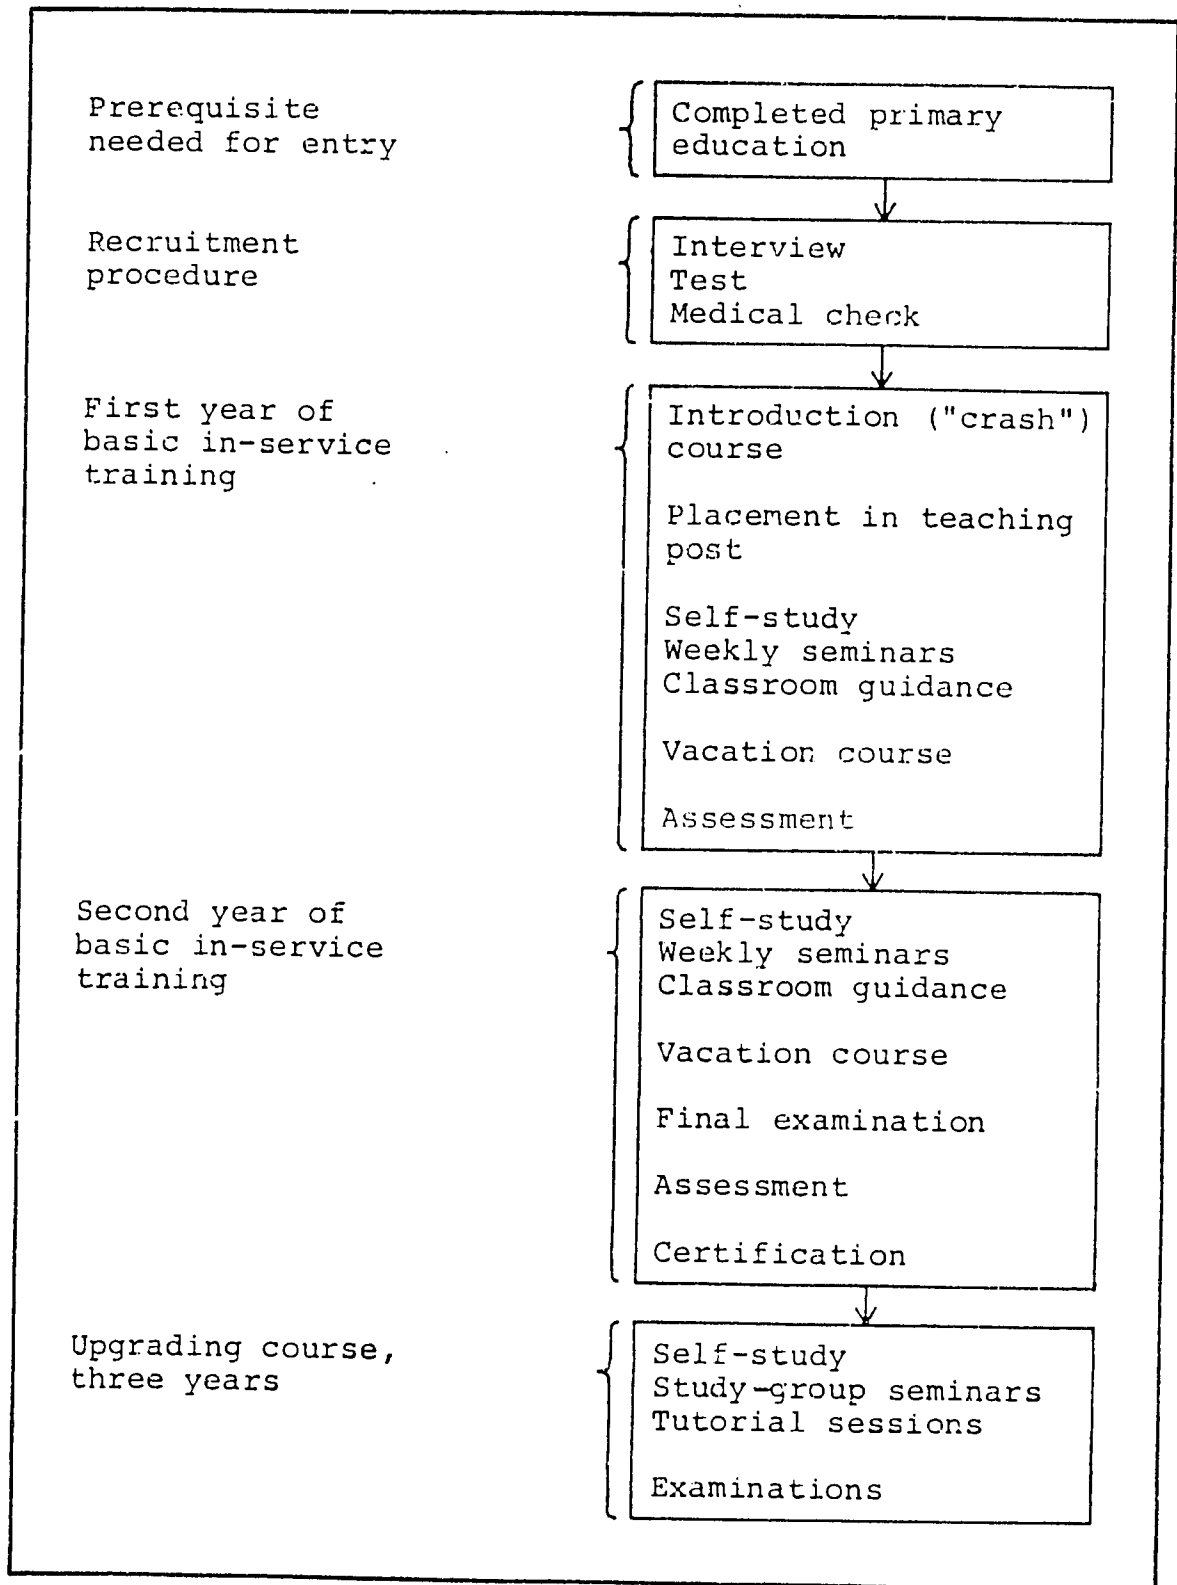 Prerequisite
needed for entry
Completed primary
education
Recruitment
procedure
Interview
Test
Medical check
First year of
basic in-service
training
Introduction ("crash")
course
Placement in teaching
post
Self-study
Weekly seminars
Classroom guidance
Vacation course
Assessment
Second year of
basic in-service
training
Self-study
Weekly seminars
Classroom guidance
Vacation course
Final examination
Assessment
Certification
Upgrading course,
three years
Self-study
Study-group seminars
Tutorial sessions
Examinations